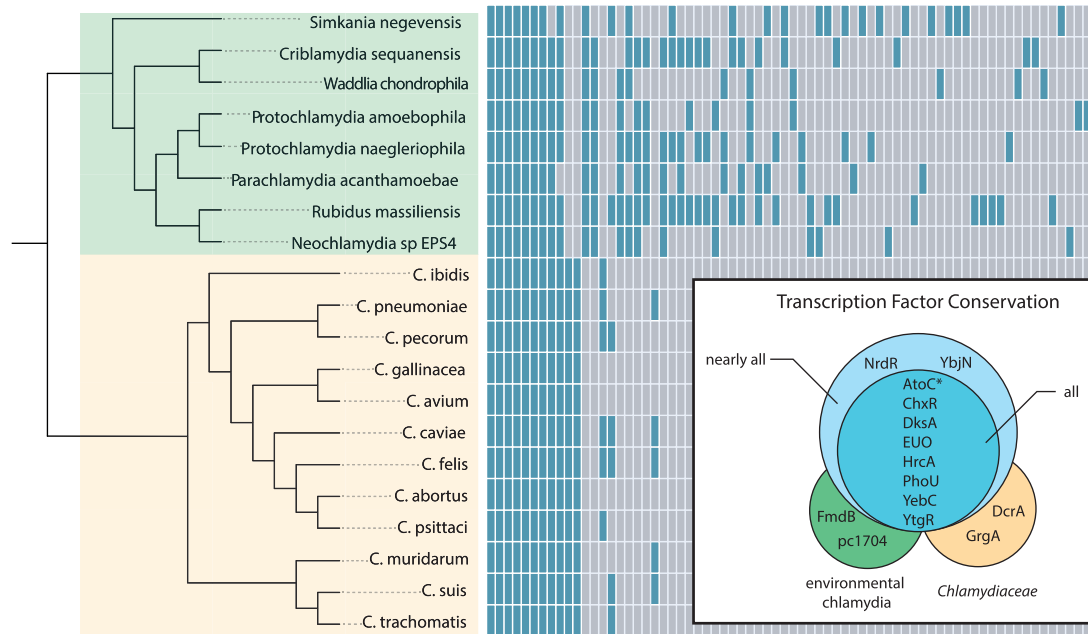 Simkania negevensis
Criblamydia sequanensis
Waddlia chondrophila
Protochlamydia amoebophila
Protochlamydia naegleriophila
Parachlamydia acanthamoebae
Rubidus massiliensis
Neochlamydia sp EPS4
C. ibidis
C. pneumoniae
C. pecorum
C. gallinacea
C. avium
C. caviae
C. felis
C. abortus
C. psittaci
C. muridarum
C. suis
C. trachomatis
Transcription Factor Conservation
nearly all
NrdR YbjN
all
AtoC*
ChxR
DksA
EUO
HrcA
PhoU
YebC
YtgR
FmdB
pc1704
DcrA
GrgA
environmental
chlamydia
Chlamydiaceae